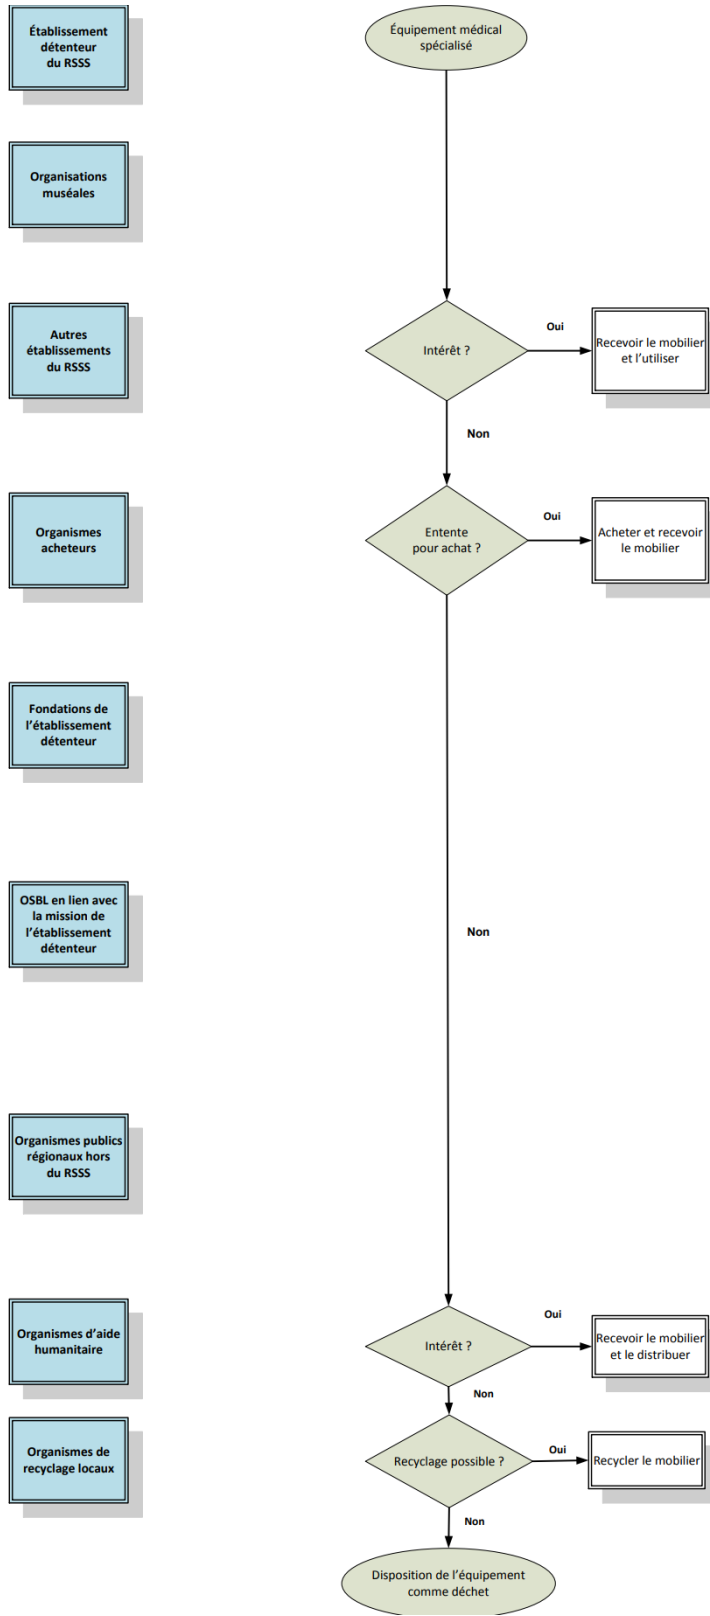 Établissement
détenteur
du RSSS
Équipement médical
spécialisé
Organisations
muséales
Autres
établissements
du RSSS
Intérêt ?
Oui
Recevoir le mobilier
et l'utiliser
Non
Organismes
acheteurs
Entente
pour achat ?
Oui
Acheter et recevoir
le mobilier
Fondations de
l'établissement
détenteur
OSBL en lien avec
la mission de
l'établissement
détenteur
Non
Organismes publics
régionaux hors
du RSSS
Organismes d'aide
humanitaire
Intérêt ?
Oui
Recevoir le mobilier
et le distribuer
Non
Organismes de
recyclage locaux
Recyclage possible ?
Oui
Recycler le mobilier
Non
Disposition de l'équipement
comme déchet